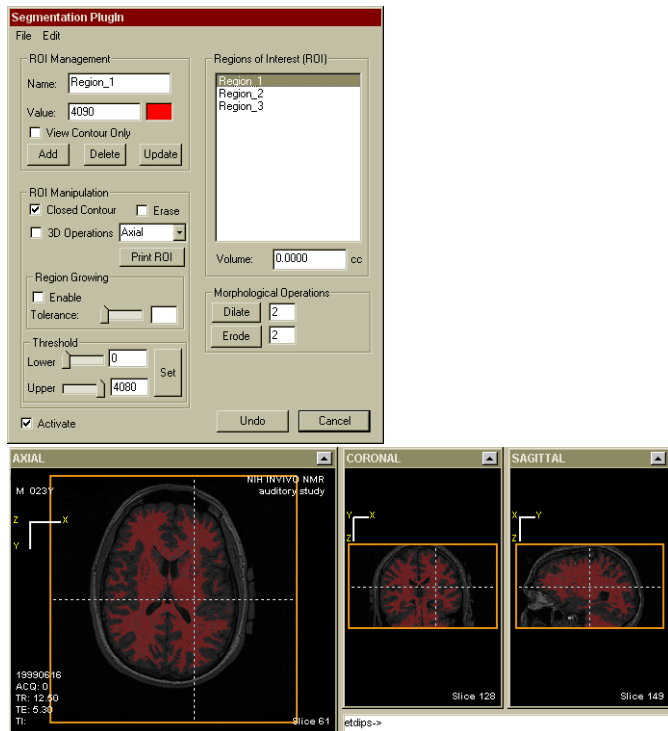 Segmentation PlugIn
File Edit
ROI Management
Name: Region_1
Value: 4090
View Contour Only
Add Delete Update
Regions of Interest (ROI)
Region_1
Region_2
Region_3
Volume: 0.0000 cc
ROI Manipulation
Closed Contour Erase
3D Operations Axial
Print ROI
Region Growing
Enable
Tolerance:
Threshold
Lower 0
Upper 4080
Set
Morphological Operations
Dilate 2
Erode 2
Activate
Undo Cancel
AXIAL
NIH INVIVO NMR
M 023Y auditory study
Z X
Y
19990616
ACQ: 0
TR: 12.50
TE: 5.30
TI:
Slice 61
CORONAL
Y X
Z
Slice 128
SAGITTAL
X Y
Z
Slice 149
etdips->